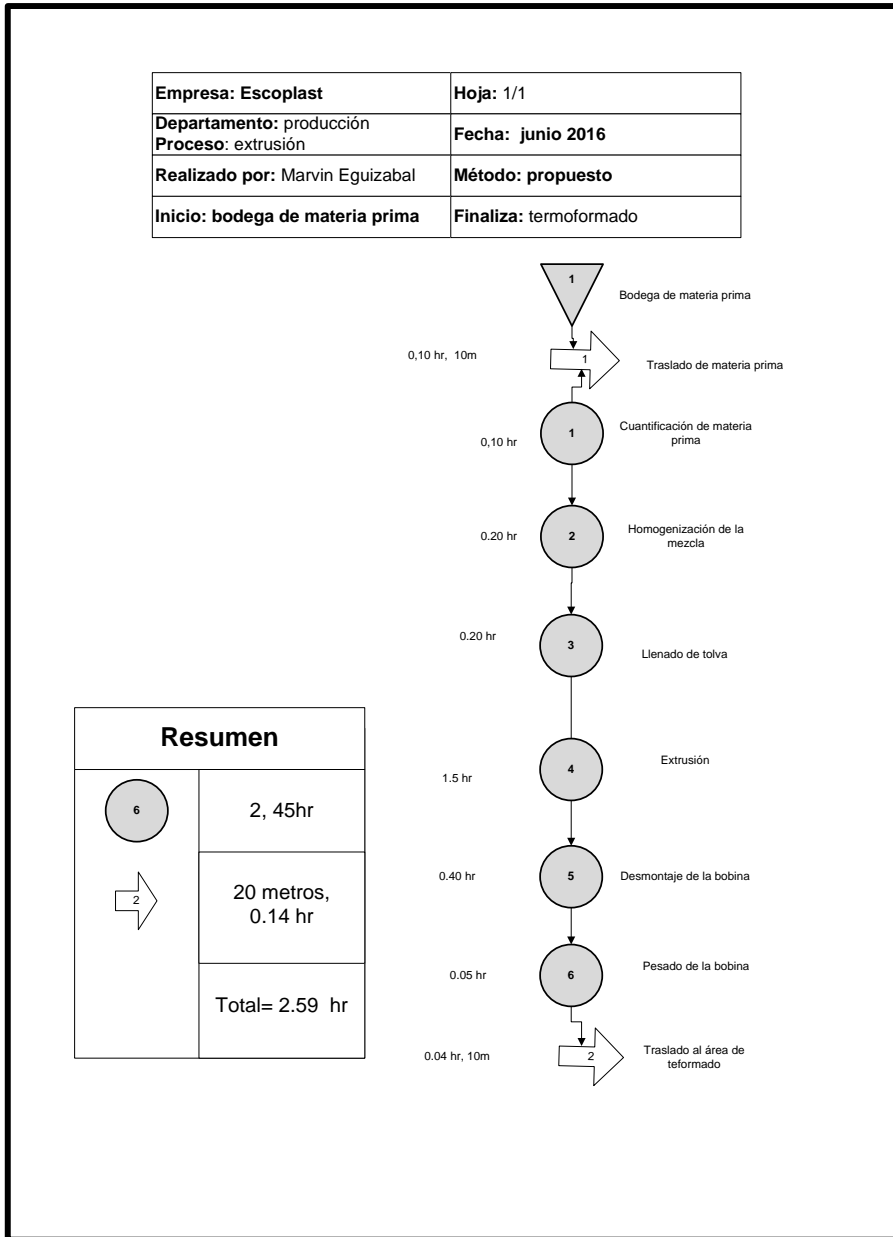 Empresa: Escoplast
Hoja: 1/1
Departamento: producción
Proceso: extrusión
Fecha: junio 2016
Realizado por: Marvin Eguizabal
Método: propuesto
Inicio: bodega de materia prima
Finaliza: termoformado
1
Bodega de materia prima
0,10 hr, 10m
1
Traslado de materia prima
0,10 hr
1
Cuantificación de materia
prima
0.20 hr
2
Homogenización de la
mezcla
0.20 hr
3
Llenado de tolva
1.5 hr
4
Extrusión
0.40 hr
5
Desmontaje de la bobina
0.05 hr
6
Pesado de la bobina
0.04 hr, 10m
2
Traslado al área de
teformado
Resumen
6
2, 45hr
2
20 metros,
0.14 hr
Total= 2.59 hr